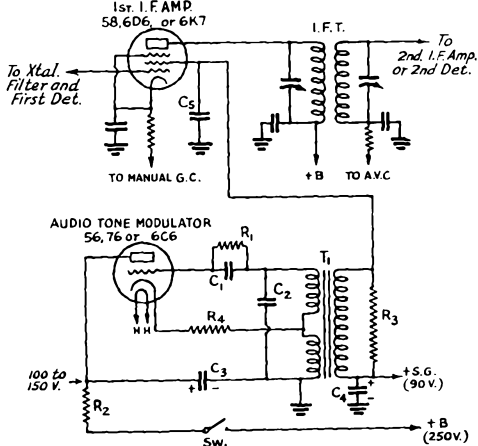 1ST. I.F. AMP.
58, 6D6, or 6K7
I.F.T.
To
2nd. I.F. Amp.
or 2nd Det.
To Xtal.
Filter and
First Det.
C5
TO MANUAL G.C.
+B
TO A.V.C
AUDIO TONE MODULATOR
56, 76 or 6C6
R1
C1
C2
T1
R3
H H
R4
100 to
150 V.
C3
+ -
+
C4
-
+S.G.
(90V.)
R2
Sw.
+B
(250V.)